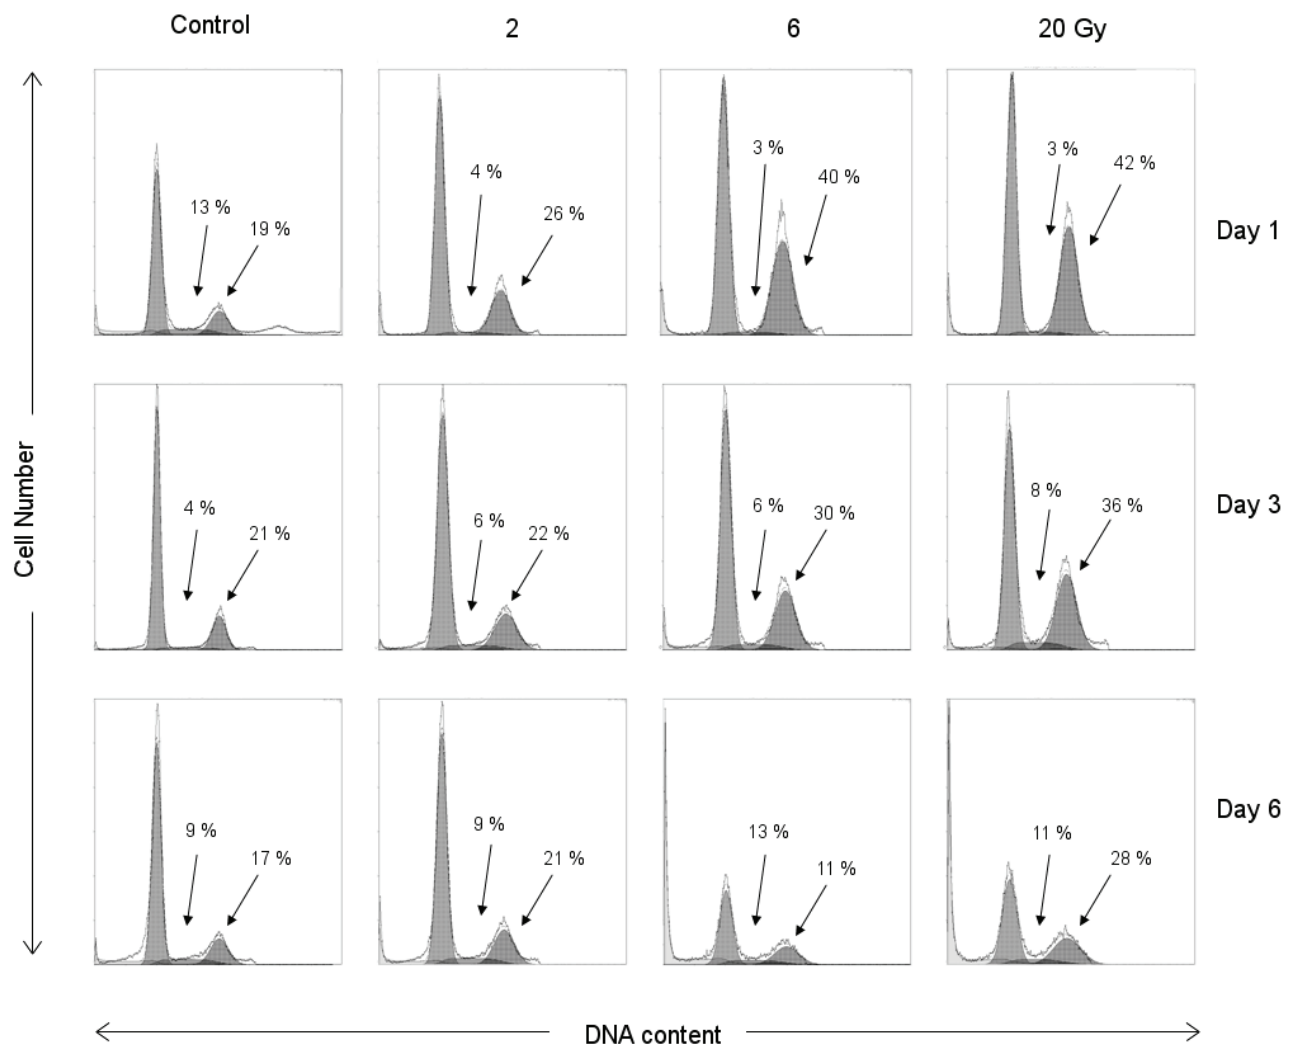 Control 2 6 20 Gy
13 % 19 % 4 % 26 % 3 % 40 % 3 % 42 % Day 1
4 % 21 % 6 % 22 % 6 % 30 % 8 % 36 % Day 3
9 % 17 % 9 % 21 % 13 % 11 % 11 % 28 % Day 6
Cell Number
DNA content